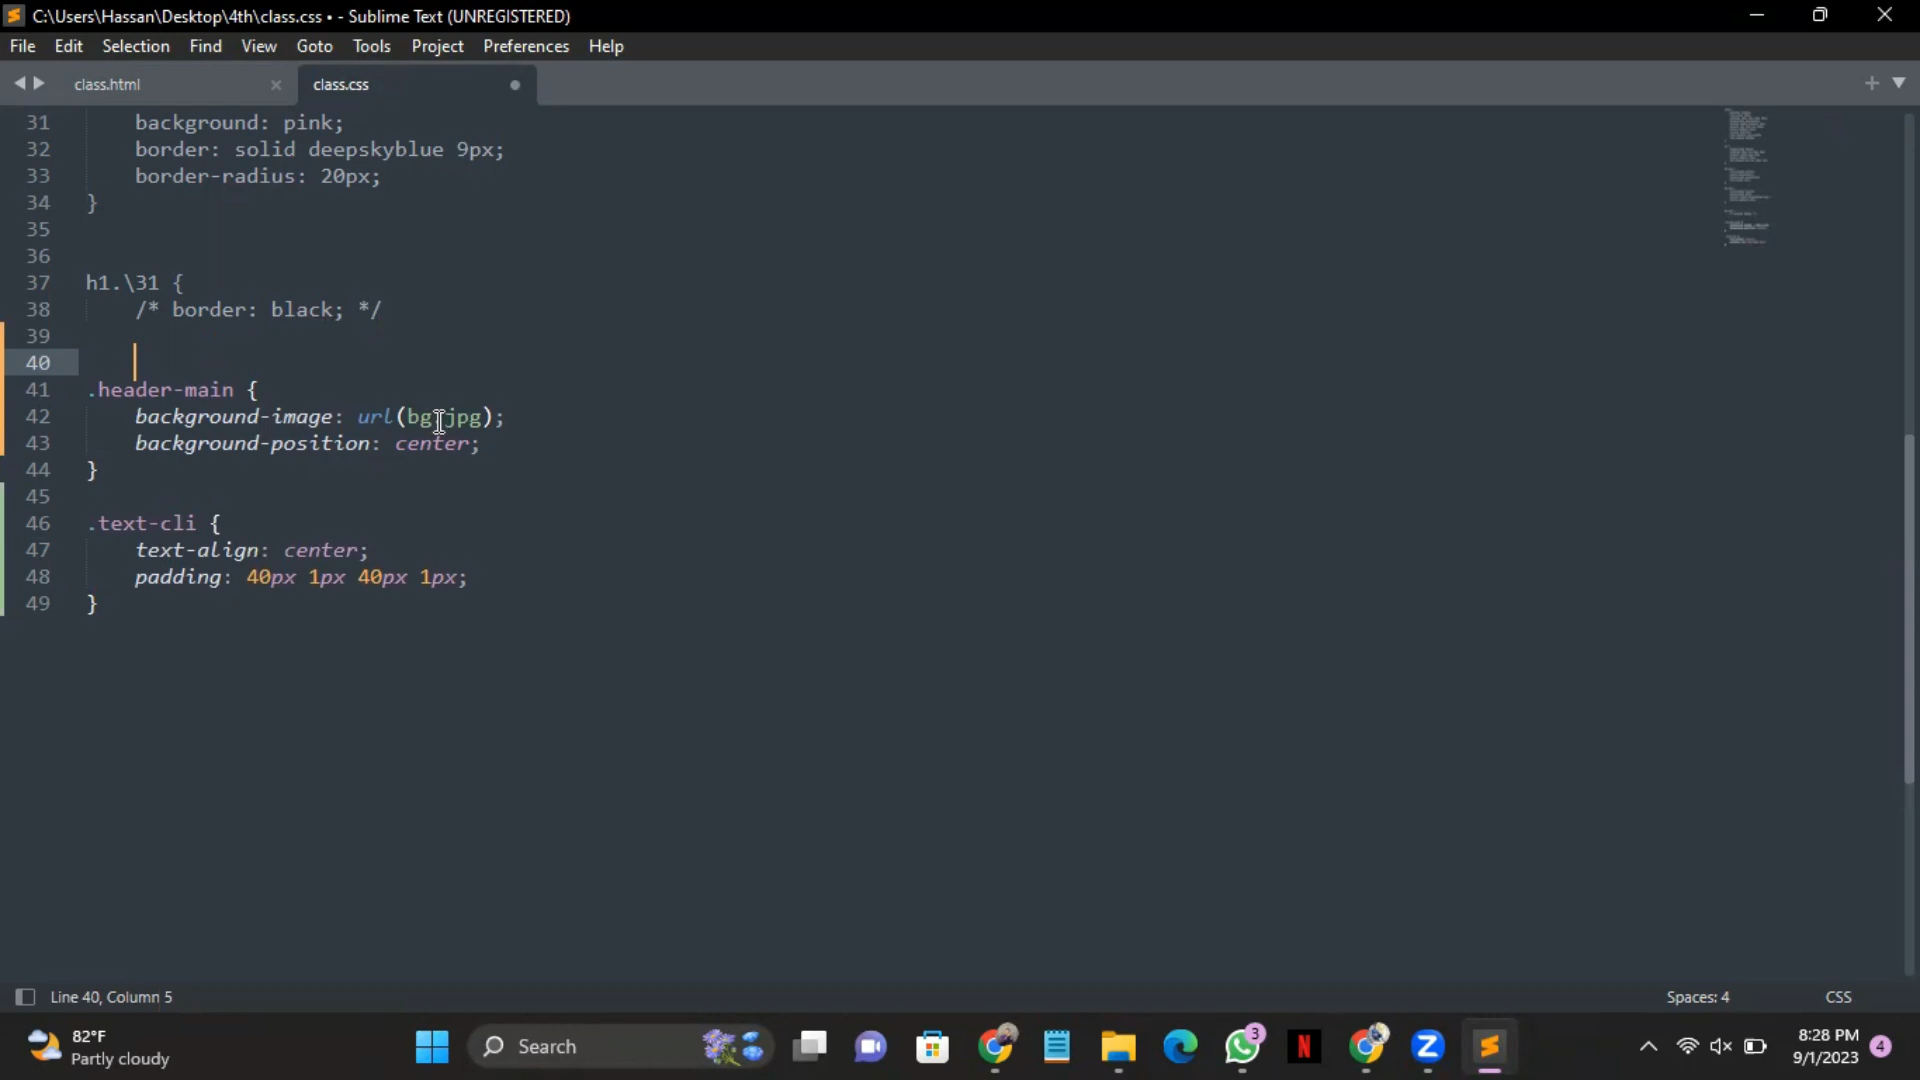 C:\Users\Hassan\Desktop\4th\class.css • - Sublime Text (UNREGISTERED)
File Edit Selection Find View Goto Tools Project Preferences Help
class.html class.css
31 background: pink;
32 border: solid deepskyblue 9px;
33 border-radius: 20px;
34 }
35
36
37 h1.\31 {
38 /* border: black; */
39
40
41 .header-main {
42 background-image: url(bg.jpg);
43 background-position: center;
44 }
45
46 .text-cli {
47 text-align: center;
48 padding: 40px 1px 40px 1px;
49 }
Line 40, Column 5 Spaces: 4 CSS
82°F
Partly cloudy
Search
3
N
Z
8:28 PM
9/1/2023
4